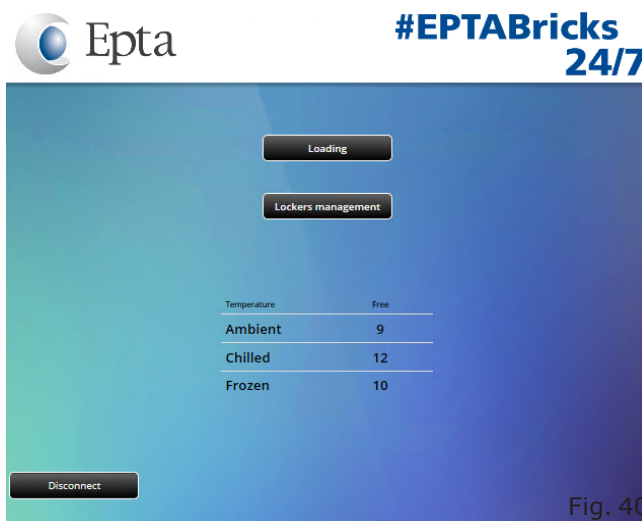 Epta
#EPTABricks
24/7
Loading
Lockers management
Temperature Free
Ambient 9
Chilled 12
Frozen 10
Disconnect
Fig. 40